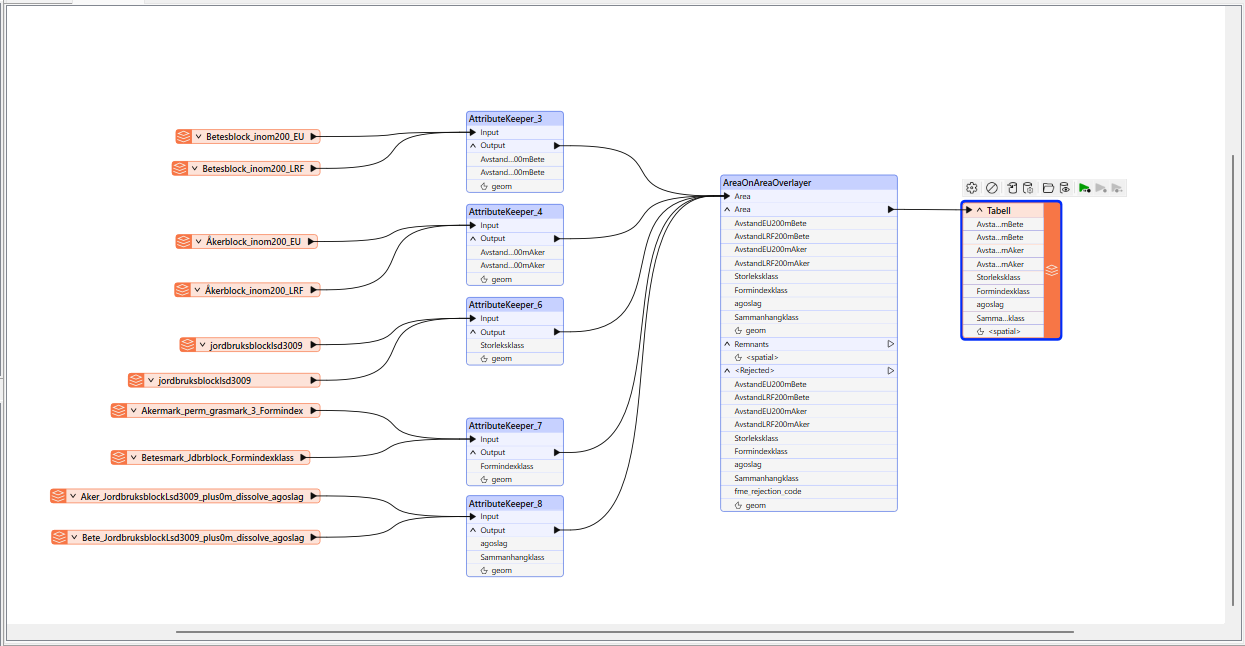 Betesblock_inom200_EU
Betesblock_inom200_LRF
Åkerblock_inom200_EU
Åkerblock_inom200_LRF
jordbruksblocklsd3009
jordbruksblocklsd3009
Akermark_perm_grasmark_3_Formindex
Betesmark_Jdbrblock_Formindexklass
Aker_JordbruksblockLsd3009_plus0m_dissolve_agoslag
Bete_JordbruksblockLsd3009_plus0m_dissolve_agoslag
AttributeKeeper_3
Input
Output
Avstand...00mBete
Avstand...00mBete
geom
AttributeKeeper_4
Input
Output
Avstand...00mAker
Avstand...00mAker
geom
AttributeKeeper_6
Input
Output
Storleksklass
geom
AttributeKeeper_7
Input
Output
Formindexklass
geom
AttributeKeeper_8
Input
Output
agoslag
Sammanhangklass
geom
AreaOnAreaOverlayer
Area
Area
AvstandEU200mBete
AvstandLRF200mBete
AvstandEU200mAker
AvstandLRF200mAker
Storleksklass
Formindexklass
agoslag
Sammanhangklass
geom
Remnants
<spatial>
<Rejected>
AvstandEU200mBete
AvstandLRF200mBete
AvstandEU200mAker
AvstandLRF200mAker
Storleksklass
Formindexklass
agoslag
Sammanhangklass
fme_rejection_code
geom
Tabell
Avsta...mBete
Avsta...mBete
Avsta...mAker
Avsta...mAker
Storleksklass
Formindexklass
agoslag
Samma...klass
<spatial>